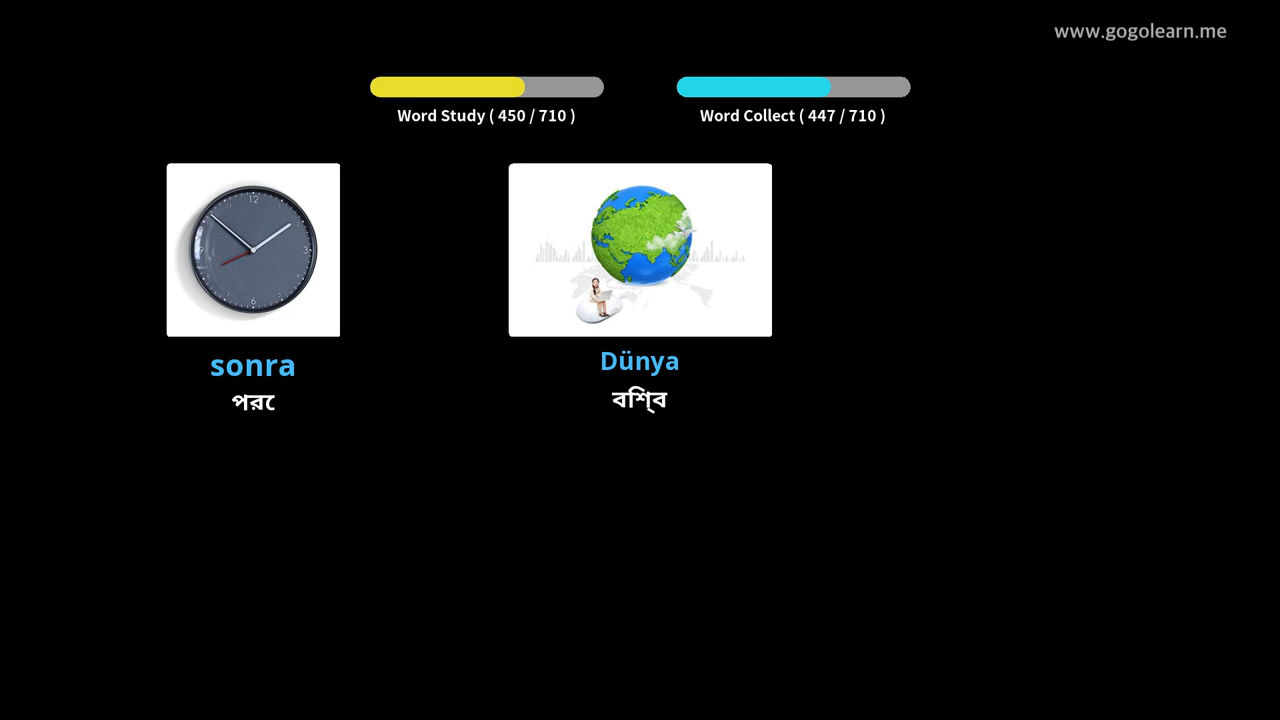 www.gogolearn.me
Word Study ( 450 / 710 )
Word Collect ( 447 / 710 )
sonra
পরে
Dünya
বিশ্ব